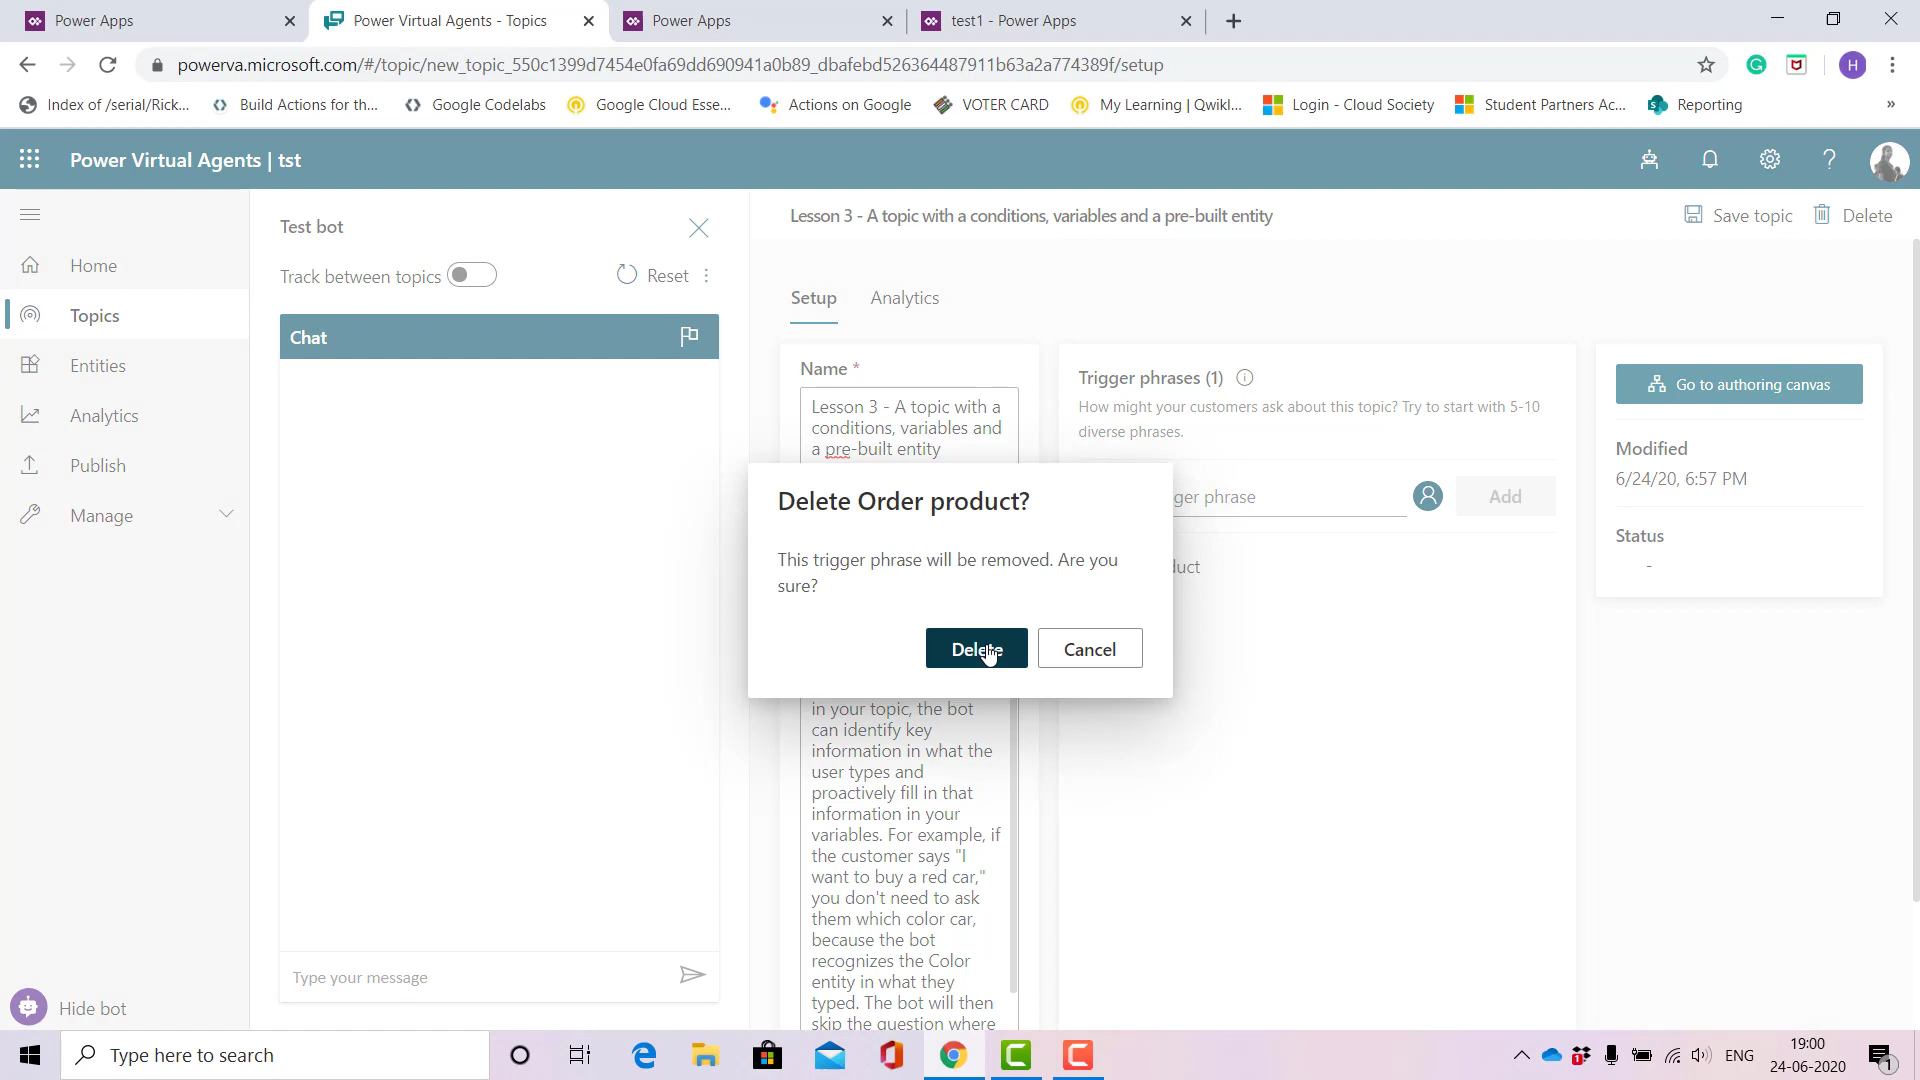 Power Apps
Power Virtual Agents - Topics
Power Apps
test1 - Power Apps
powerva.microsoft.com/#/topic/new_topic_550c1399d7454e0fa69dd690941a0b89_dbafebd526364487911b63a2a774389f/setup
H
Index of /serial/Rick...
Build Actions for th...
Google Codelabs
Google Cloud Esse...
Actions on Google
VOTER CARD
My Learning | Qwikl...
Login - Cloud Society
Student Partners Ac...
Reporting
»
Power Virtual Agents | tst
Home
Topics
Entities
Analytics
Publish
Manage
Hide bot
Test bot
Track between topics
Reset
Chat
Type your message
Lesson 3 - A topic with a conditions, variables and a pre-built entity
Save topic
Delete
Setup
Analytics
Name *
Lesson 3 - A topic with a
conditions, variables and
a pre-built entity
in your topic, the bot
can identify key
information in what the
user types and
proactively fill in that
information in your
variables. For example, if
the customer says "I
want to buy a red car,"
you don't need to ask
them which color car,
because the bot
recognizes the Color
entity in what they
typed. The bot will then
skip the question where
Trigger phrases (1)
How might your customers ask about this topic? Try to start with 5-10
diverse phrases.
ger phrase
Add
duct
Go to authoring canvas
Modified
6/24/20, 6:57 PM
Status
-
Delete Order product?
This trigger phrase will be removed. Are you
sure?
Delete
Cancel
Type here to search
ENG
19:00
24-06-2020
1